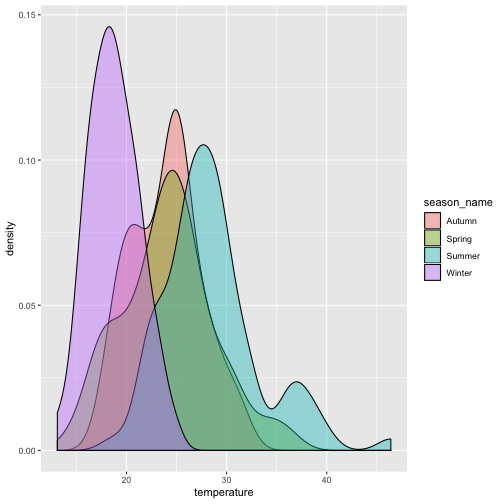 0.15
0.10
0.05
0.00
density
20
30
40
temperature
season_name
Autumn
Spring
Summer
Winter